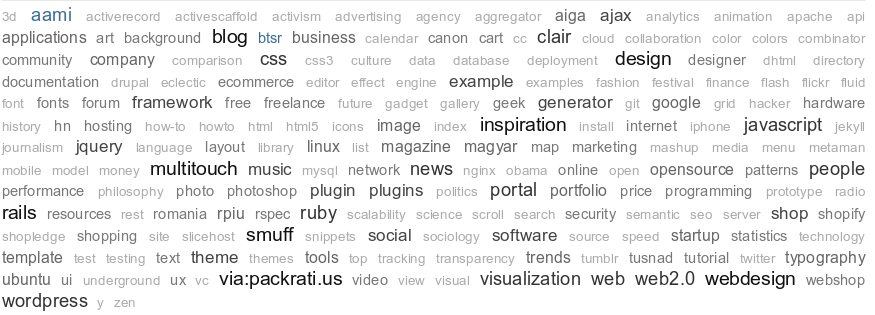 3d aami activerecord activescaffold activism advertising agency aggregator aiga ajax analytics animation apache api
applications art background blog btsr business calendar canon cart cc clair cloud collaboration color colors combinator
community company comparison css css3 culture data database deployment design designer dhtml directory
documentation drupal eclectic ecommerce editor effect engine example examples fashion festival finance flash flickr fluid
font fonts forum framework free freelance future gadget gallery geek generator git google grid hacker hardware
history hn hosting how-to howto html html5 icons image index inspiration install internet iphone javascript jekyll
journalism jquery language layout library linux list magazine magyar map marketing mashup media menu metaman
mobile model money multitouch music mysql network news nginx obama online open opensource patterns people
performance philosophy photo photoshop plugin plugins politics portal portfolio price programming prototype radio
rails resources rest romania rpiu rspec ruby scalability science scroll search security semantic seo server shop shopify
shopledge shopping site slicehost smuff snippets social sociology software source speed startup statistics technology
template test testing text theme themes tools top tracking transparency trends tumblr tusnad tutorial twitter typography
ubuntu ui underground ux vc via:packrati.us video view visual visualization web web2.0 webdesign webshop
wordpress y zen